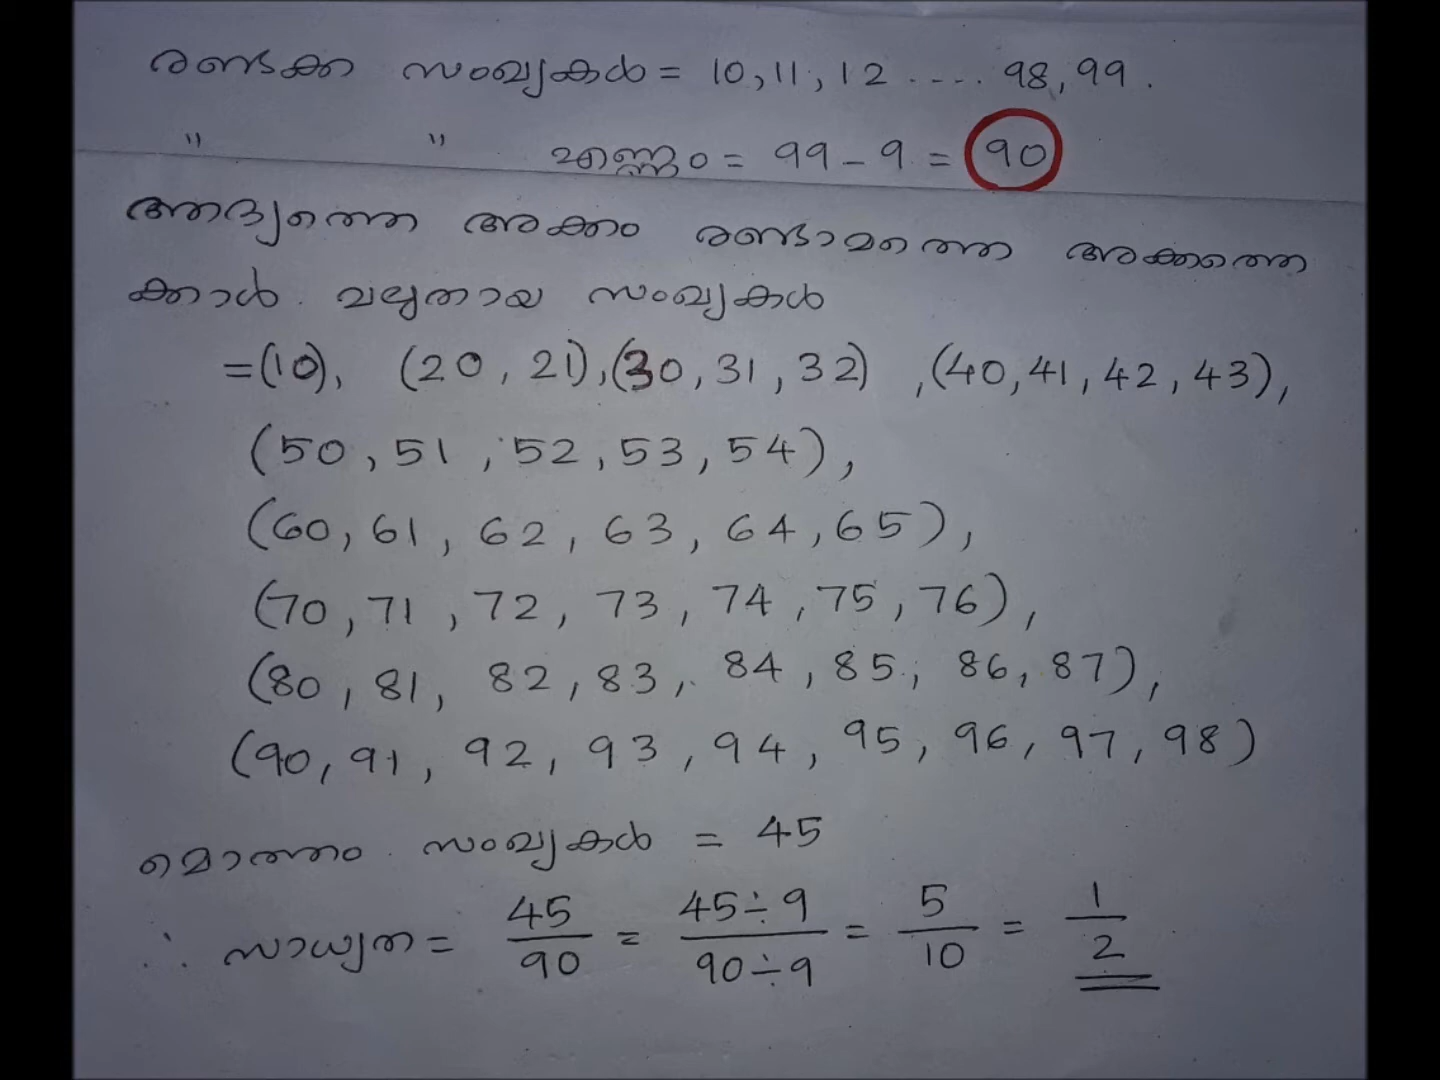 രണ്ടക്ക സംഖ്യകൾ = 10, 11, 12 .... 98, 99.
" " എണ്ണം = 99 - 9 = 90
ആദ്യത്തെ അക്കം രണ്ടാമത്തെ അക്കത്തെ
ക്കാൾ വലുതായ സംഖ്യകൾ
= (10), (20, 21), (30, 31, 32), (40, 41, 42, 43),
(50, 51, 52, 53, 54),
(60, 61, 62, 63, 64, 65),
(70, 71, 72, 73, 74, 75, 76),
(80, 81, 82, 83, 84, 85, 86, 87),
(90, 91, 92, 93, 94, 95, 96, 97, 98)
മൊത്തം സംഖ്യകൾ = 45
∴ സാധ്യത = 45/90 = 45÷9/90÷9 = 5/10 = 1/2